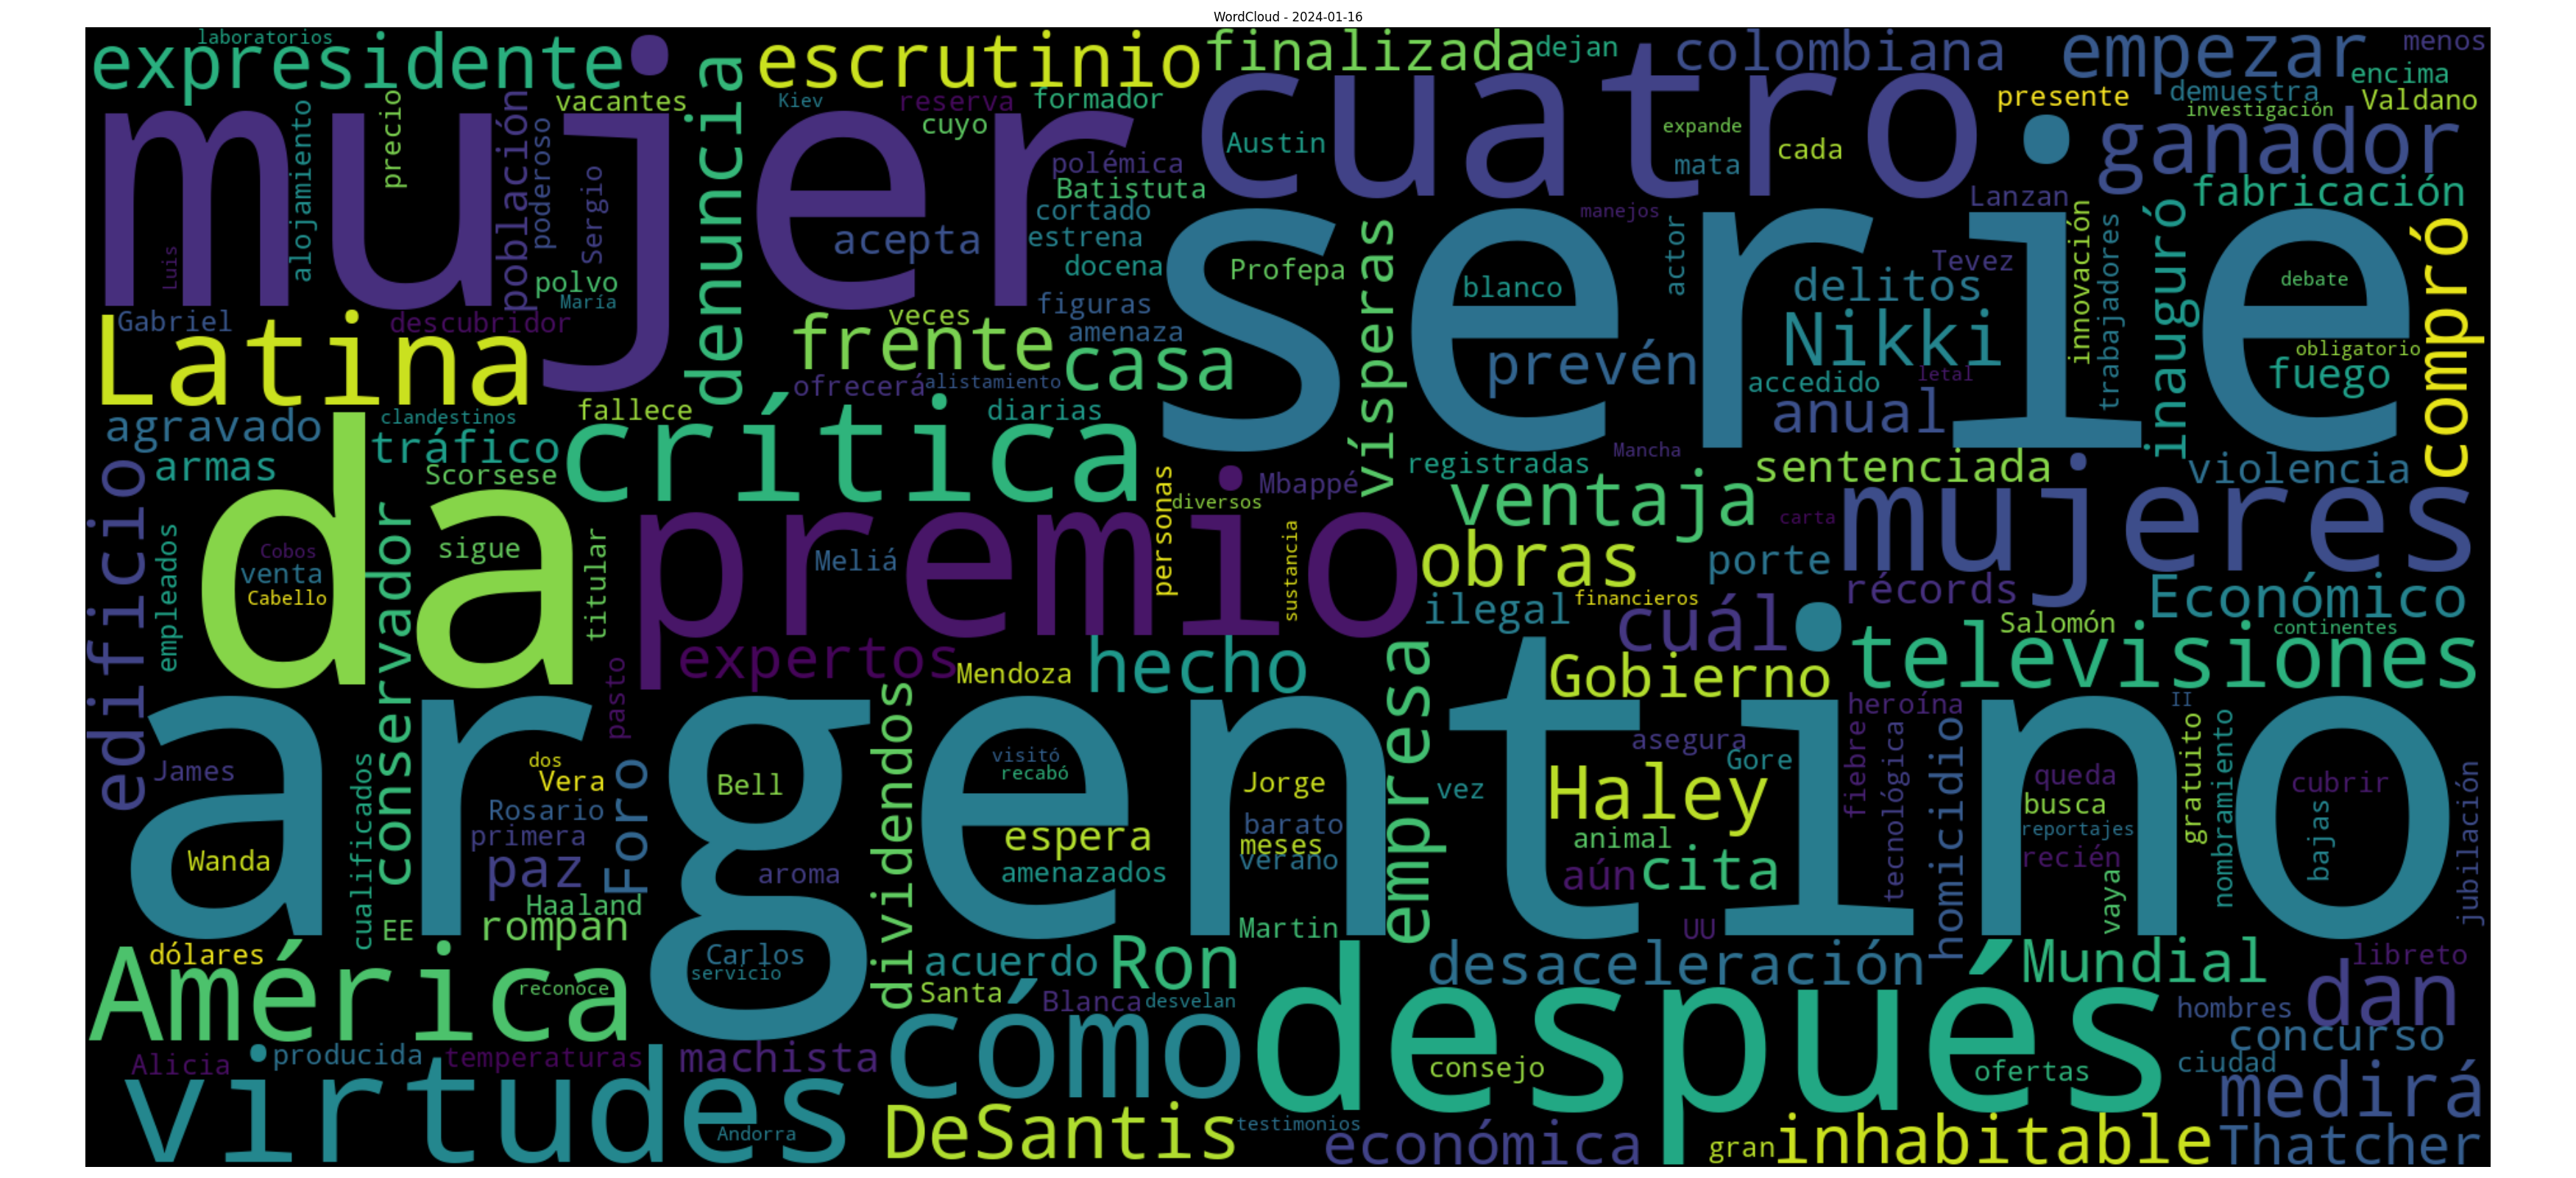 WordCloud - 2024-01-16
laboratorios
expresidente
escrutinio
finalizada
dejan
colombiana
empezar
menos
encima
vacantes
Kiev
reserva
formador
presente
demuestra
investigación
Valdano
mujer
cuatro
ganador
alojamiento
precio
población
poderoso
Sergio
denuncia
cuyo
Austin
expande
cada
mata
polémica
Batistuta
fabricación
Luis
acepta
cortado
estrena
manejos
Lanzan
docena
Profepa
vísperas
blanco
actor
Tevez
innovación
trabajadores
inauguró
debate
compró
polvo
María
serie
delitos
figuras
amenaza
Gabriel
descubridor
veces
Latina
frente
casa
prevén
Nikki
obligatorio
fuego
ofrecerá
alistamiento
accedido
letal
anual
agravado
clandestinos
fallece
diarias
tráfico
armas
Scorsese
crítica
Mancha
registradas
sentenciada
violencia
Mbappé
diversos
ventaja
edificio
da
premio
personas
carta
mujeres
sustancia
empleados
Cobos
venta
Cabello
conservador
sigue
titular
Meliá
obras
porte
récords
ilegal
financieros
Económico
cuál
Salomón
continentes
televisiones
expertos
Mendoza
hecho
empresa
Gobierno
pasto
dividendos
heroína
II
argentino
James
cualificados
dos
Vera
Foro
Bell
visitó
recabó
Jorge
vez
asegura
Gore
Haley
fiebre
tecnológica
homicidio
queda
busca
reportajes
recién
gratuito
nombramiento
cubrir
bajas
jubilación
Rosario
primera
espera
barato
meses
verano
animal
Wanda
paz
aroma
amenazados
aún
cita
vaya
Haaland
EE
rompan
Martin
UU
dólares
Carlos
servicio
acuerdo
Ron
desaceleración
Mundial
libreto
América
reconoce
Santa
Blanca
desvelan
después
hombres
dan
cómo
concurso
Alicia
producida
temperaturas
machista
consejo
ofertas
ciudad
medirá
virtudes
Andorra
DeSantis
testimonios
económica
gran
inhabitable
Thatcher